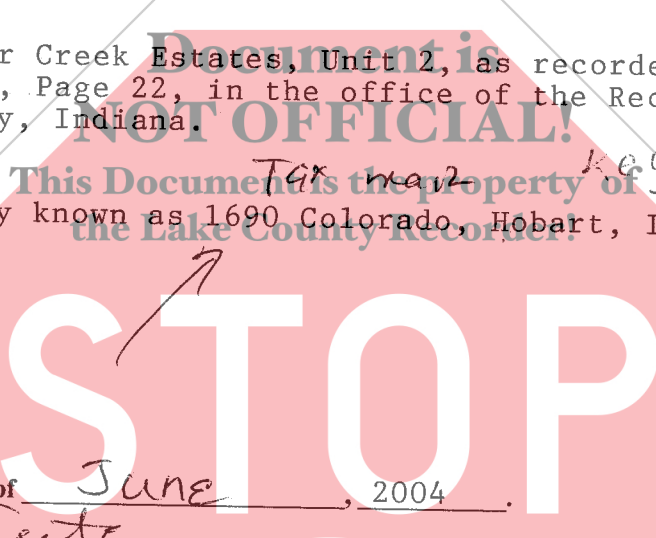 r Creek Estates, Unit 2, as recorde
, Page 22, in the office of the Rec
y, Indiana.
Document is
NOT OFFICIAL!
This Document is the property of
the Lake County Recorder!
Tax mail
y known as 1690 Colorado, Hobart, I
STOP
of June, 2004.